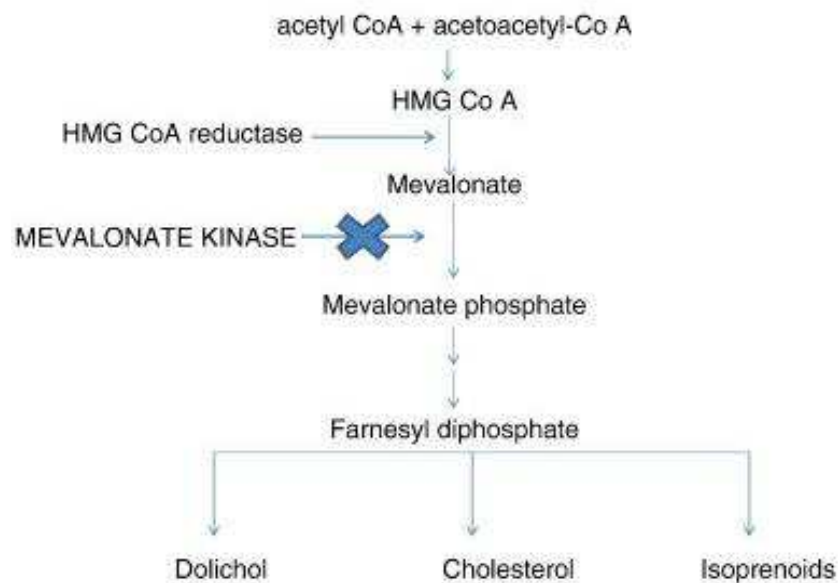 acetyl CoA + acetoacetyl-Co A
HMG Co A
HMG CoA reductase
Mevalonate
MEVALONATE KINASE
Mevalonate phosphate
Farnesyl diphosphate
Dolichol
Cholesterol
Isoprenoids